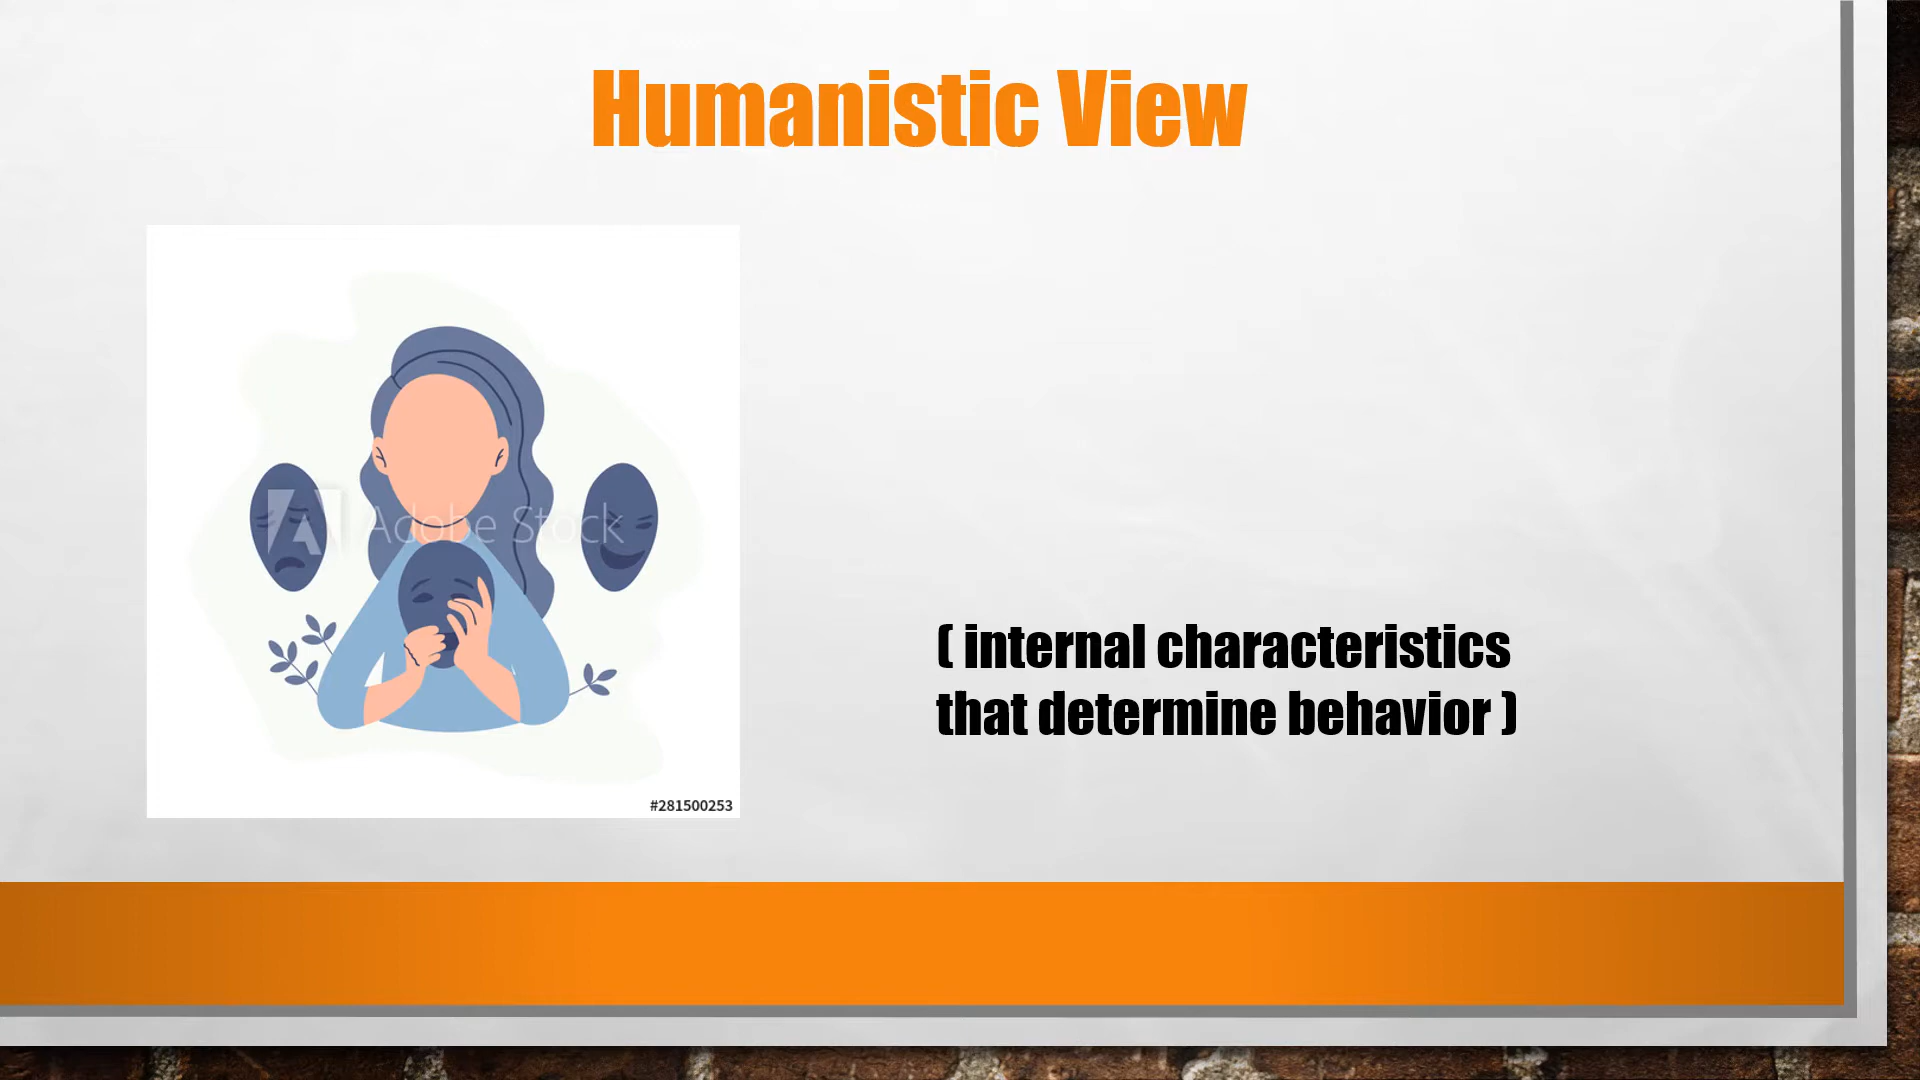 Humanistic View
Adobe Stock
#281500253
( internal characteristics
that determine behavior )